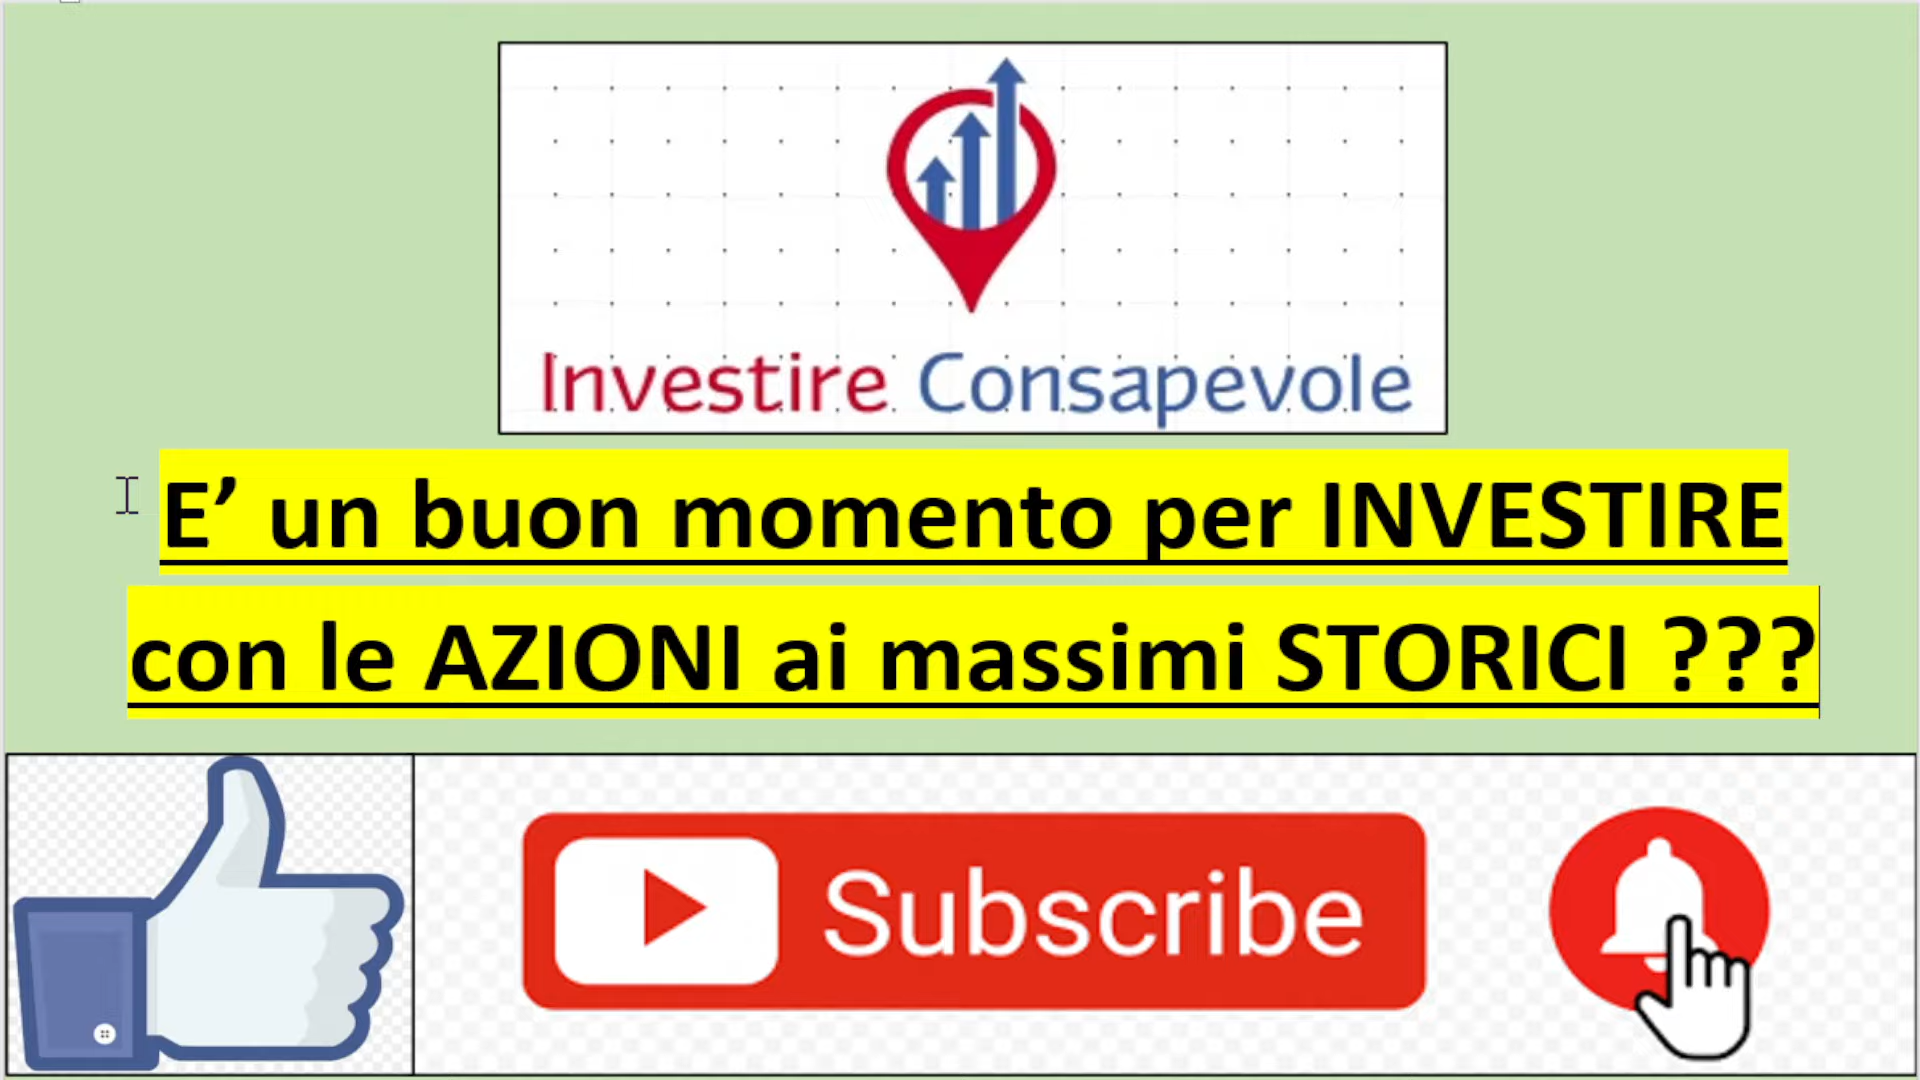 Investire Consapevole
E’ un buon momento per INVESTIRE
con le AZIONI ai massimi STORICI ???
Subscribe